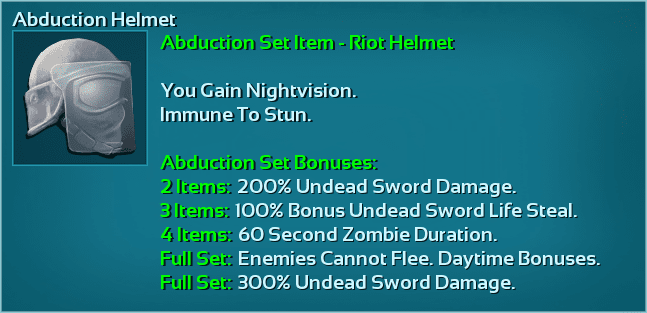 Abduction Helmet
Abduction Set Item - Riot Helmet
You Gain Nightvision.
Immune To Stun.
Abduction Set Bonuses:
2 Items: 200% Undead Sword Damage.
3 Items: 100% Bonus Undead Sword Life Steal.
4 Items: 60 Second Zombie Duration.
Full Set: Enemies Cannot Flee. Daytime Bonuses.
Full Set: 300% Undead Sword Damage.